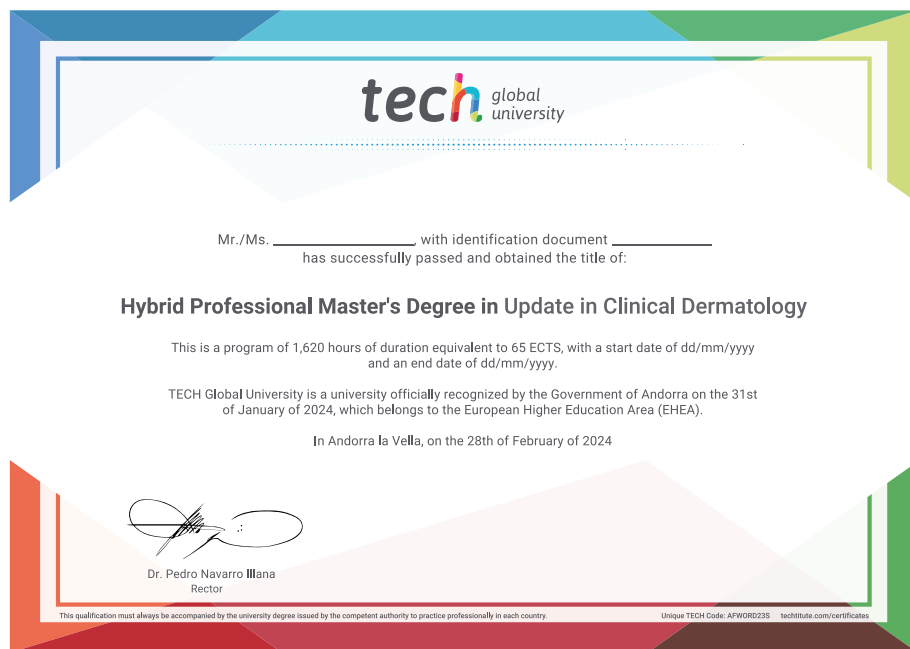 tech global
university
Mr./Ms. ____________, with identification document ____________
has successfully passed and obtained the title of:
Hybrid Professional Master's Degree in Update in Clinical Dermatology
This is a program of 1,620 hours of duration equivalent to 65 ECTS, with a start date of dd/mm/yyyy
and an end date of dd/mm/yyyy.
TECH Global University is a university officially recognized by the Government of Andorra on the 31st
of January of 2024, which belongs to the European Higher Education Area (EHEA).
In Andorra la Vella, on the 28th of February of 2024
Dr. Pedro Navarro Illana
Rector
This qualification must always be accompanied by the university degree issued by the competent authority to practice professionally in each country.
Unique TECH Code: AFWORD23S techtitute.com/certificates